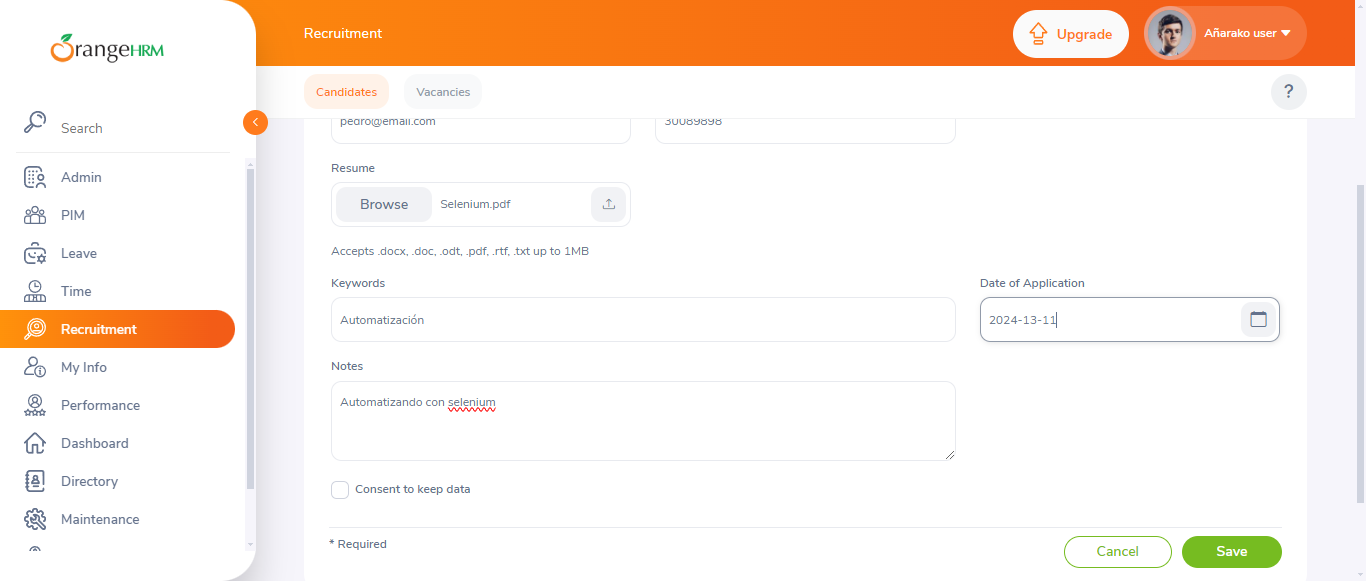 OrangeHRM
Recruitment
Upgrade
Añarako user
Candidates
Vacancies
?
Search
Admin
PIM
Leave
Time
Recruitment
My Info
Performance
Dashboard
Directory
Maintenance
pedro@email.com
30089898
Resume
Browse
Selenium.pdf
Accepts .docx, .doc, .odt, .pdf, .rtf, .txt up to 1MB
Keywords
Date of Application
Automatización
2024-13-11
Notes
Automatizando con selenium
Consent to keep data
* Required
Cancel
Save